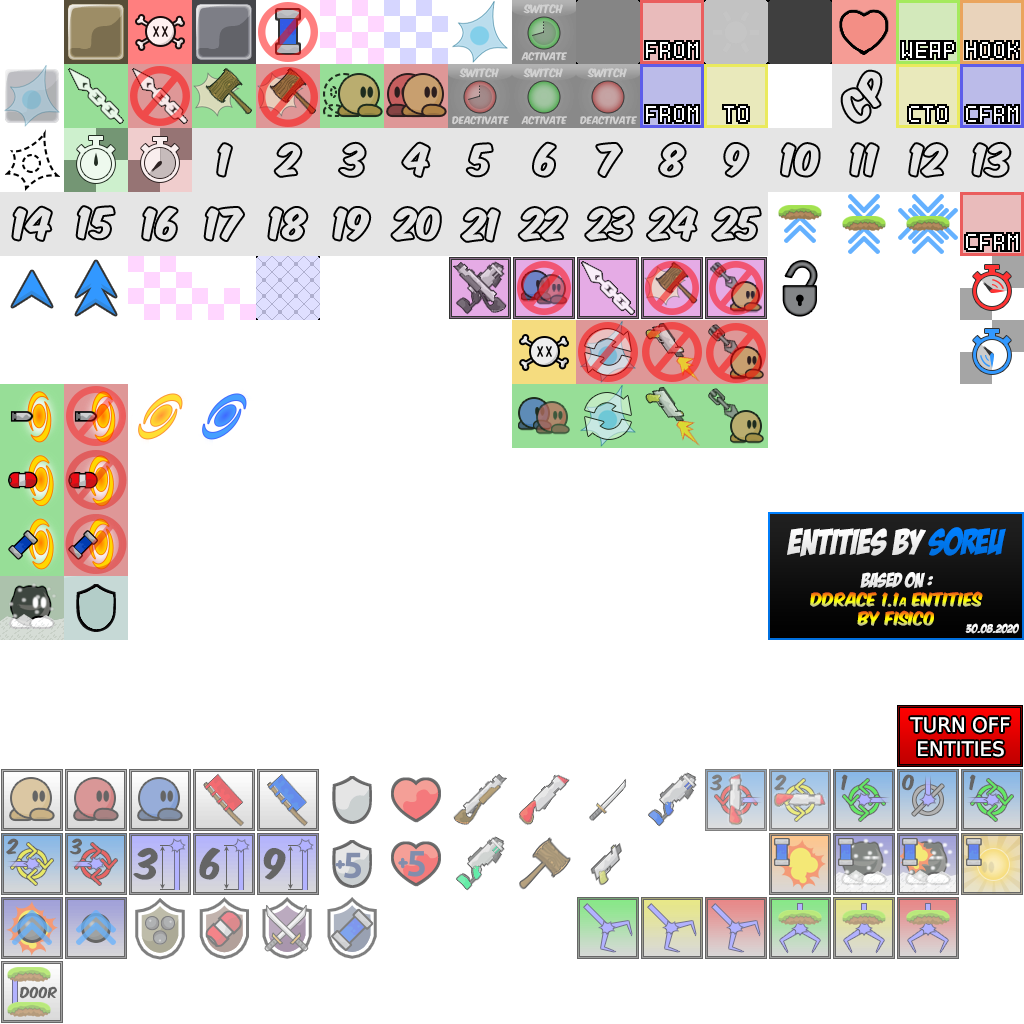 SWITCH
ACTIVATE
FROM
WEAP
HOOK
SWITCH
DEACTIVATE
SWITCH
ACTIVATE
SWITCH
DEACTIVATE
FROM
TO
CP
CTO
CFRM
1 2 3 4 5 6 7 8 9 10 11 12 13
14 15 16 17 18 19 20 21 22 23 24 25
CFRM
ENTITIES BY SOREU
BASED ON :
DDRACE 1.1A ENTITIES
BY FISICO
30.08.2020
TURN OFF
ENTITIES
3 2 1 0 1
2 3 3 6 9 +5 +5
DOOR